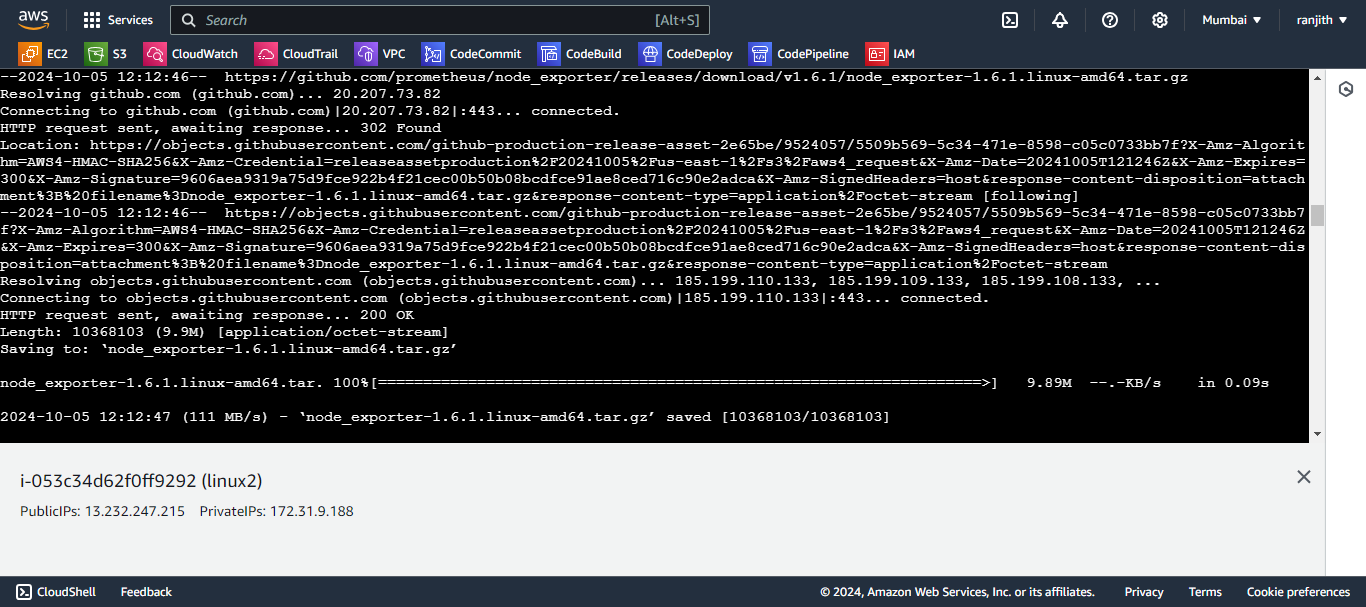 aws Services Search [Alt+S] Mumbai ▼ ranjith ▼
EC2 S3 CloudWatch CloudTrail VPC CodeCommit CodeBuild CodeDeploy CodePipeline IAM
--2024-10-05 12:12:46-- https://github.com/prometheus/node_exporter/releases/download/v1.6.1/node_exporter-1.6.1.linux-amd64.tar.gz
Resolving github.com (github.com)... 20.207.73.82
Connecting to github.com (github.com)|20.207.73.82|:443... connected.
HTTP request sent, awaiting response... 302 Found
Location: https://objects.githubusercontent.com/github-production-release-asset-2e65be/9524057/5509b569-5c34-471e-8598-c05c0733bb7f?X-Amz-Algorit
hm=AWS4-HMAC-SHA256&X-Amz-Credential=releaseassetproduction%2F20241005%2Fus-east-1%2Fs3%2Faws4_request&X-Amz-Date=20241005T121246Z&X-Amz-Expires=
300&X-Amz-Signature=9606aea9319a75d9fce922b4f21cec00b50b08bcdfce91ae8ced716c90e2adca&X-Amz-SignedHeaders=host&response-content-disposition=attach
ment%3B%20filename%3Dnode_exporter-1.6.1.linux-amd64.tar.gz&response-content-type=application%2Foctet-stream [following]
--2024-10-05 12:12:46-- https://objects.githubusercontent.com/github-production-release-asset-2e65be/9524057/5509b569-5c34-471e-8598-c05c0733bb7
f?X-Amz-Algorithm=AWS4-HMAC-SHA256&X-Amz-Credential=releaseassetproduction%2F20241005%2Fus-east-1%2Fs3%2Faws4_request&X-Amz-Date=20241005T121246Z
&X-Amz-Expires=300&X-Amz-Signature=9606aea9319a75d9fce922b4f21cec00b50b08bcdfce91ae8ced716c90e2adca&X-Amz-SignedHeaders=host&response-content-dis
position=attachment%3B%20filename%3Dnode_exporter-1.6.1.linux-amd64.tar.gz&response-content-type=application%2Foctet-stream
Resolving objects.githubusercontent.com (objects.githubusercontent.com)... 185.199.110.133, 185.199.109.133, 185.199.108.133, ...
Connecting to objects.githubusercontent.com (objects.githubusercontent.com)|185.199.110.133|:443... connected.
HTTP request sent, awaiting response... 200 OK
Length: 10368103 (9.9M) [application/octet-stream]
Saving to: ‘node_exporter-1.6.1.linux-amd64.tar.gz’
node_exporter-1.6.1.linux-amd64.tar. 100%[===================================================================>] 9.89M --.-KB/s in 0.09s
2024-10-05 12:12:47 (111 MB/s) - ‘node_exporter-1.6.1.linux-amd64.tar.gz’ saved [10368103/10368103]
i-053c34d62f0ff9292 (linux2)
PublicIPs: 13.232.247.215 PrivateIPs: 172.31.9.188
CloudShell Feedback © 2024, Amazon Web Services, Inc. or its affiliates. Privacy Terms Cookie preferences